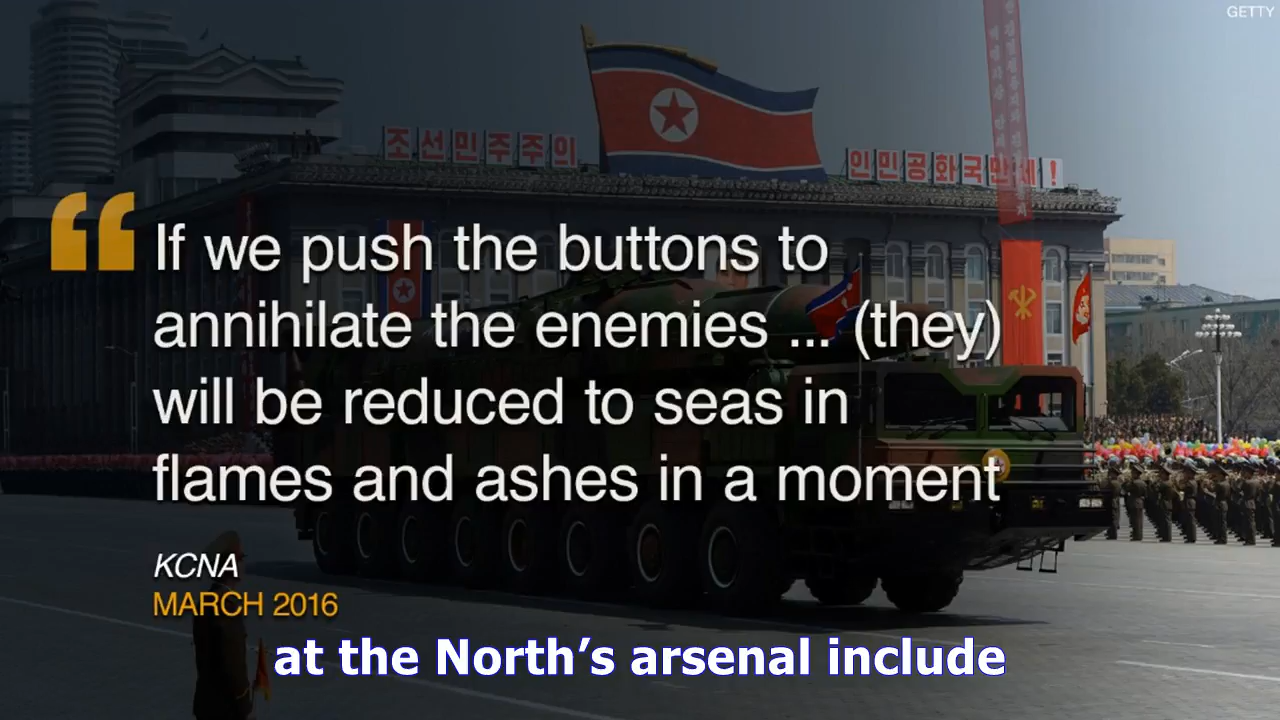 GETTY
조선민주주의
인민공화국만세!
“
If we push the buttons to
annihilate the enemies ... (they)
will be reduced to seas in
flames and ashes in a moment
KCNA
MARCH 2016
at the North’s arsenal include